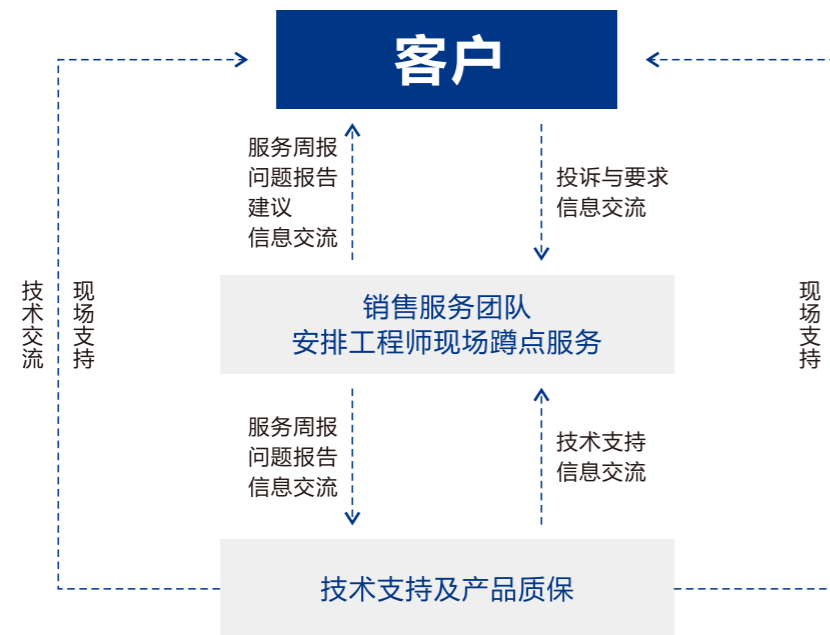 客户
服务周报
问题报告
建议
信息交流
投诉与要求
信息交流
技术交流
现场支持
现场支持
销售服务团队
安排工程师现场蹲点服务
服务周报
问题报告
信息交流
技术支持
信息交流
技术支持及产品质保